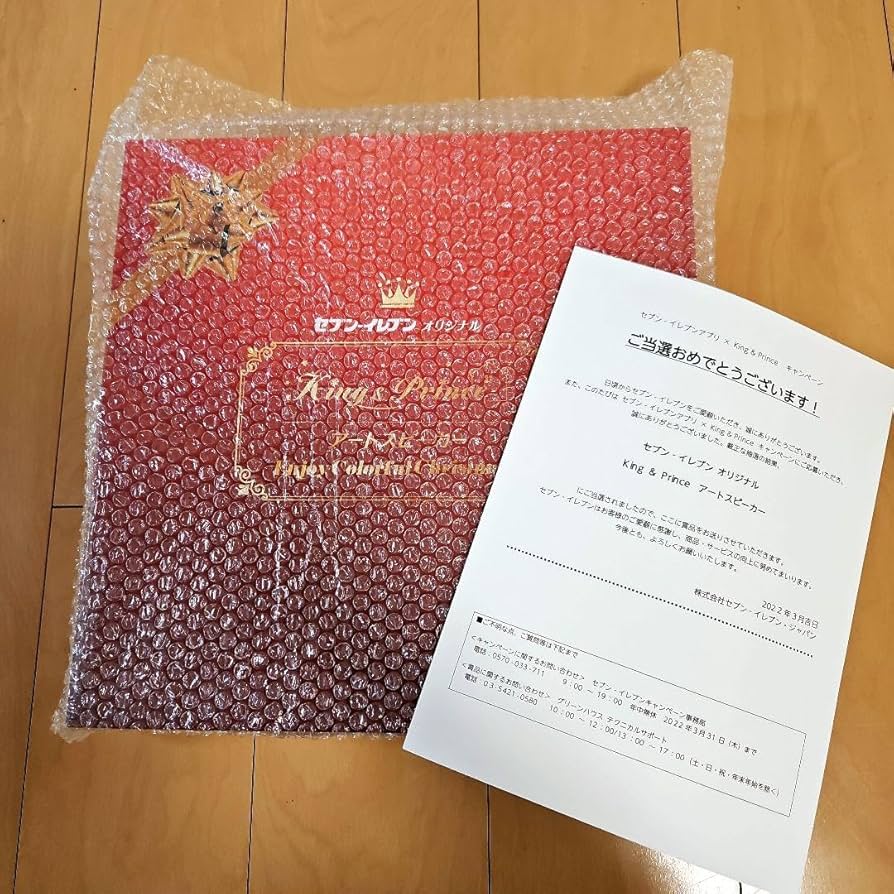 セブン-イレブン オリジナル
King & Prince
アートスピーカー
Enjoy Colorful Christmas
セブン‐イレブンアプリ × King & Prince キャンペーン
ご当選おめでとうございます！
日頃からセブン‐イレブンをご愛顧いただき、誠にありがとうございます。
また、このたびは セブン‐イレブンアプリ × King & Prince キャンペーンにご応募いただき、
誠にありがとうございました。厳正な抽選の結果、
セブン‐イレブン オリジナル
King & Prince アートスピーカー
にご当選されましたので、ここに賞品をお送りさせていただきます。
セブン‐イレブンはお客様のご愛顧に感謝し、商品・サービスの向上に努めてまいります。
今後とも、よろしくお願いいたします。
2022年3月吉日
株式会社セブン‐イレブン・ジャパン
■ご不明な点、ご質問等は下記まで
<キャンペーンに関するお問い合わせ> セブン‐イレブンキャンペーン事務局
電話：0570-033-711 9：00 ～ 19：00 年中無休 2022年3月31日（木）まで
<賞品に関するお問い合わせ> グリーンハウス テクニカルサポート
電話：03-5421-0580 10：00 ～ 12：00/13：00 ～ 17：00（土・日・祝・年末年始を除く）